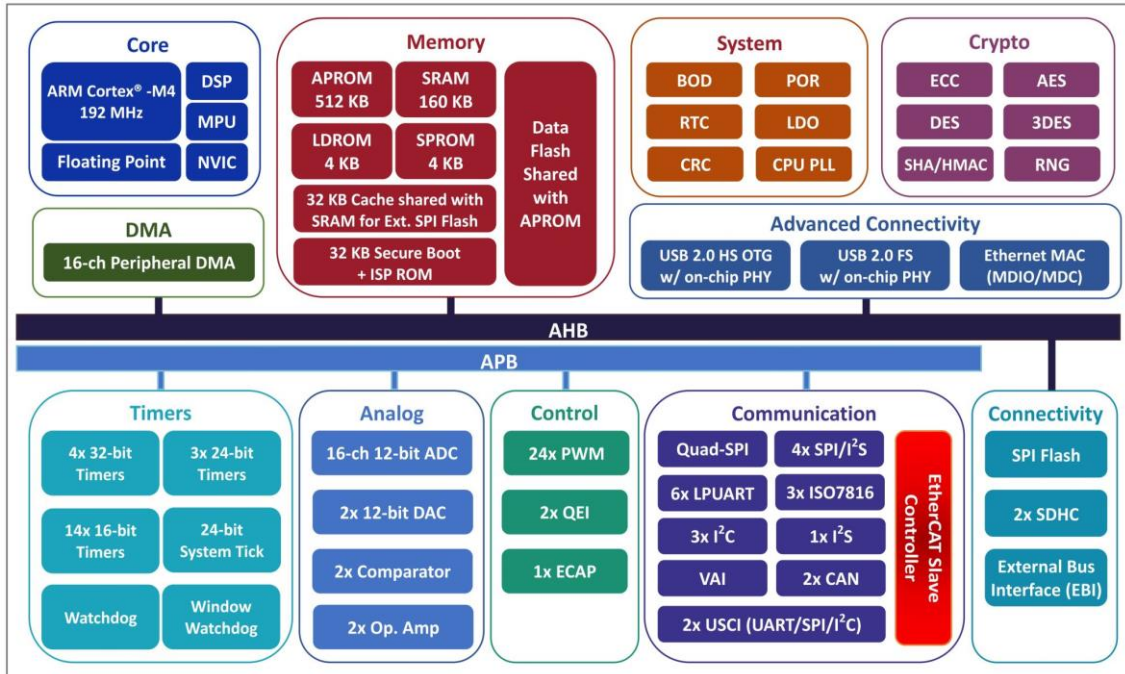 Core
ARM Cortex® -M4
192 MHz
DSP
MPU
Floating Point
NVIC
DMA
16-ch Peripheral DMA
Memory
APROM
512 KB
SRAM
160 KB
LDROM
4 KB
SPROM
4 KB
32 KB Cache shared with
SRAM for Ext. SPI Flash
32 KB Secure Boot
+ ISP ROM
Data
Flash
Shared
with
APROM
System
BOD
POR
RTC
LDO
CRC
CPU PLL
Crypto
ECC
AES
DES
3DES
SHA/HMAC
RNG
Advanced Connectivity
USB 2.0 HS OTG
w/ on-chip PHY
USB 2.0 FS
w/ on-chip PHY
Ethernet MAC
(MDIO/MDC)
AHB
APB
Timers
4x 32-bit
Timers
3x 24-bit
Timers
14x 16-bit
Timers
24-bit
System Tick
Watchdog
Window
Watchdog
Analog
16-ch 12-bit ADC
2x 12-bit DAC
2x Comparator
2x Op. Amp
Control
24x PWM
2x QEI
1x ECAP
Communication
Quad-SPI
4x SPI/I²S
6x LPUART
3x ISO7816
3x I²C
1x I²S
VAI
2x CAN
2x USCI (UART/SPI/I²C)
EtherCAT Slave
Controller
Connectivity
SPI Flash
2x SDHC
External Bus
Interface (EBI)